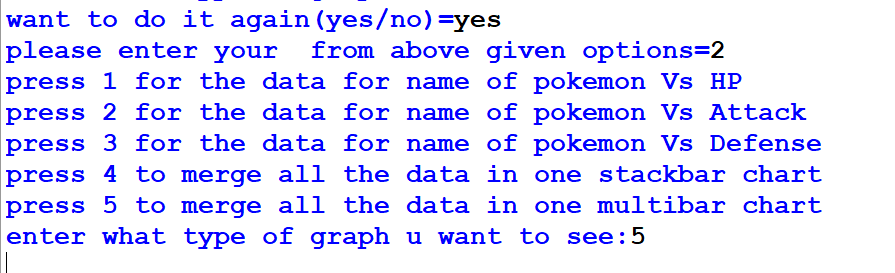 want to do it again(yes/no)=yes
please enter your  from above given options=2
press 1 for the data for name of pokemon Vs HP
press 2 for the data for name of pokemon Vs Attack
press 3 for the data for name of pokemon Vs Defense
press 4 to merge all the data in one stackbar chart
press 5 to merge all the data in one multibar chart
enter what type of graph u want to see:5